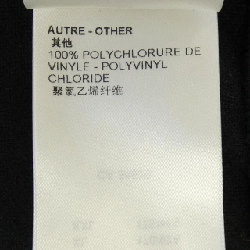 AUTRE - OTHER
其他
100% POLYCHLORURE DE
VINYLE - POLYVINYL
CHLORIDE
聚氯乙烯纤维